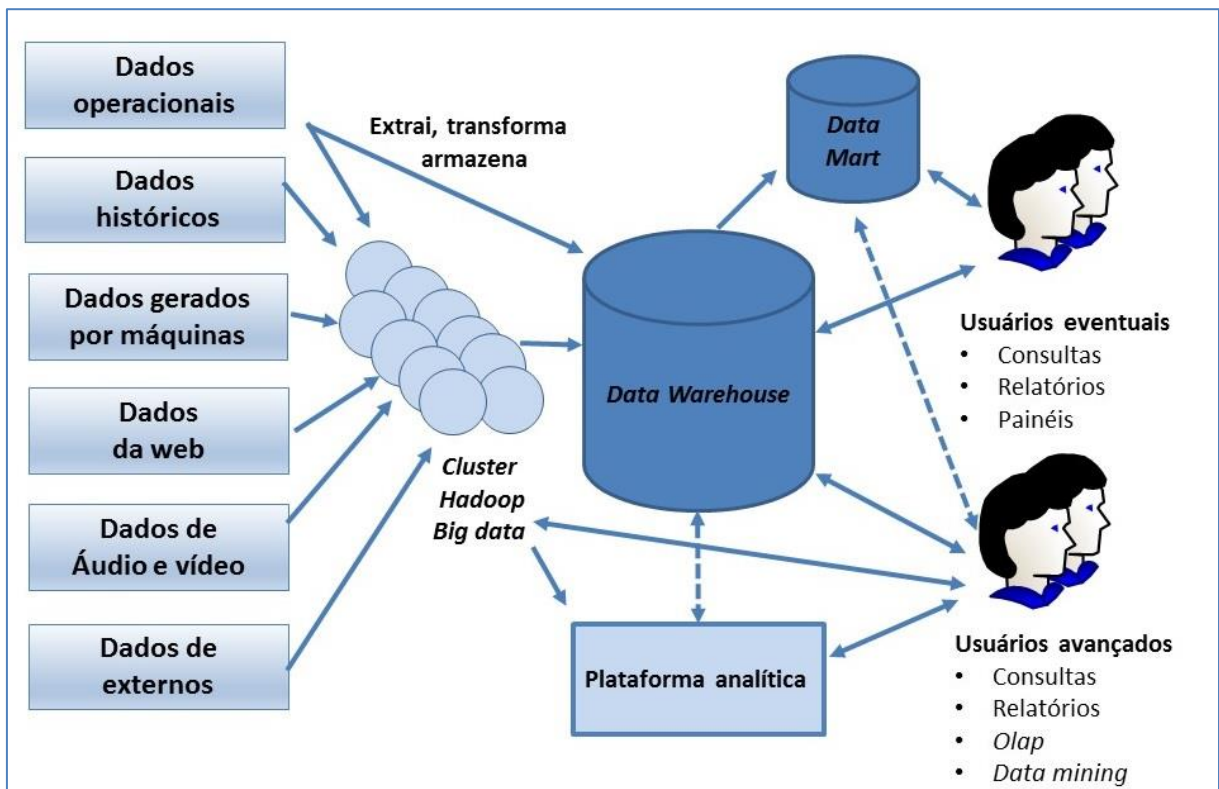 Dados
operacionais
Dados
históricos
Dados gerados
por máquinas
Dados
da web
Dados de
Áudio e vídeo
Dados de
externos
Extrai, transforma
armazena
Cluster
Hadoop
Big data
Data Warehouse
Data
Mart
Plataforma analítica
Usuários eventuais
• Consultas
• Relatórios
• Painéis
Usuários avançados
• Consultas
• Relatórios
• Olap
• Data mining